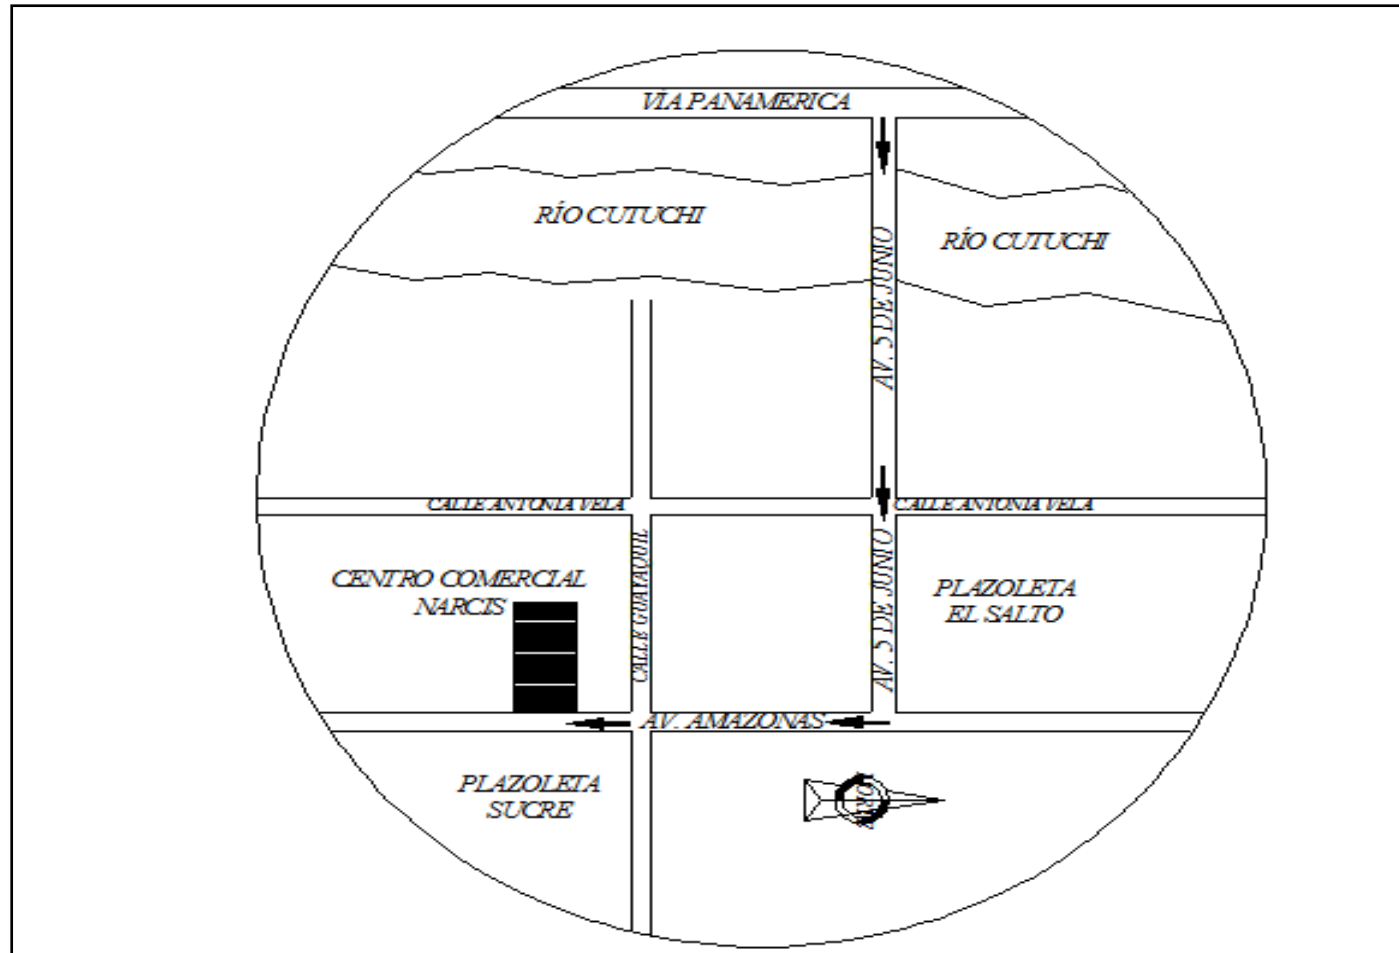 VÍA PANAMERICA
RÍO CUTUCHI
RÍO CUTUCHI
AV. 5 DE JUNIO
CALLE ANTONIA VELA
CALLE ANTONIA VELA
CENTRO COMERCIAL
NARCIS
CALLE GUAYAQUIL
AV. 5 DE JUNIO
PLAZOLETA
EL SALTO
AV. AMAZONAS
PLAZOLETA
SUCRE